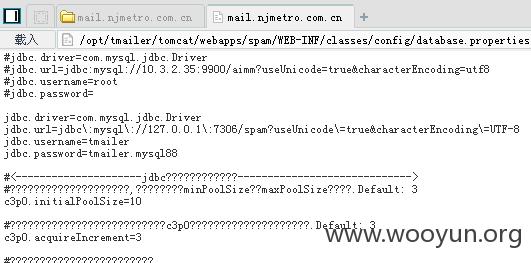 mail.njmetro.com.cn
mail.njmetro.com.cn
載入
/opt/tmailer/tomcat/webapps/spam/WEB-INF/classes/config/database.properties
#jdbc.driver=com.mysql.jdbc.Driver
#jdbc.url=jdbc:mysql://10.3.2.35:9900/aimm?useUnicode=true&characterEncoding=utf8
#jdbc.username=root
#jdbc.password=
jdbc.driver=com.mysql.jdbc.Driver
jdbc.url=jdbc\:mysql\://127.0.0.1\:7306/spam?useUnicode\=true&characterEncoding\=UTF-8
jdbc.username=tmailer
jdbc.password=tmailer.mysql88
#<---------------------jdbc????????????----------------------------->
#????????????????????,????????minPoolSize??maxPoolSize????.Default: 3
c3p0.initialPoolSize=10
#??????????????????????????c3p0????????????????????.Default: 3
c3p0.acquireIncrement=3
#????????????????????????
www.wooyun.org